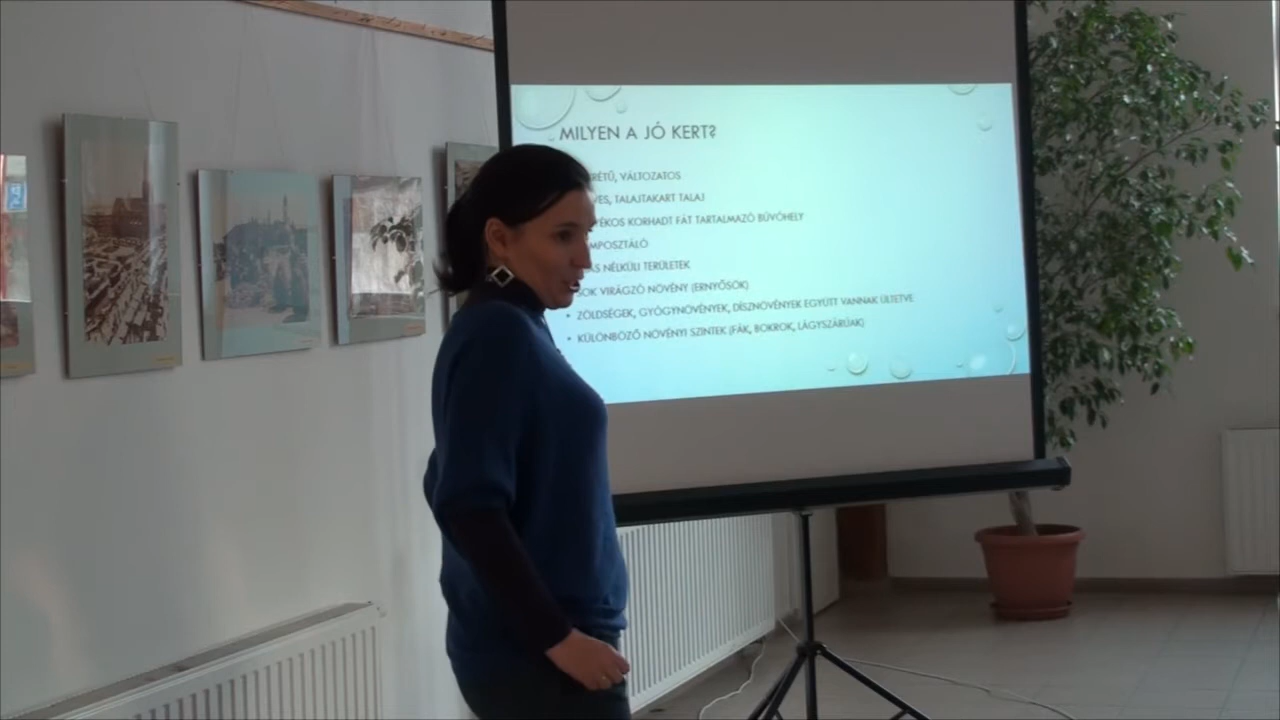 MILYEN A JÓ KERT?
VÁLTOZATOS
TALAJTAKART TALAJ
KORHADT FÁT TARTALMAZÓ BÚVÓHELY
NÉLKÜLI TERÜLETEK
SOK VIRÁGZÓ NÖVÉNY (ERNYŐSÖK)
• ZÖLDSÉGEK, GYÓGYNÖVÉNYEK, DÍSZNÖVÉNYEK EGYÜTT VANNAK ÜLTETVE
• KÜLÖNBÖZŐ NÖVÉNYI SZINTEK (FÁK, BOKROK, LÁGYSZÁRÚAK)